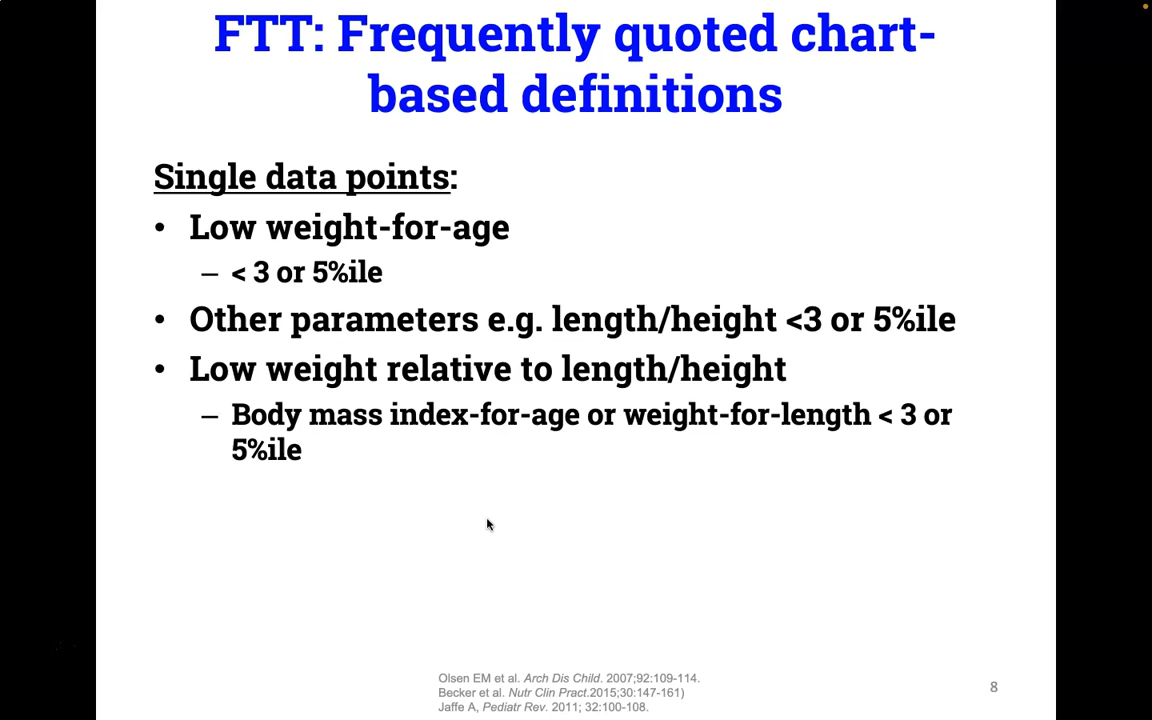 FTT: Frequently quoted chart-
based definitions
Single data points:
• Low weight-for-age
– < 3 or 5%ile
• Other parameters e.g. length/height <3 or 5%ile
• Low weight relative to length/height
– Body mass index-for-age or weight-for-length < 3 or
5%ile
Olsen EM et al. Arch Dis Child. 2007;92:109-114.
Becker et al. Nutr Clin Pract.2015;30:147-161)
Jaffe A, Pediatr Rev. 2011; 32:100-108.
8